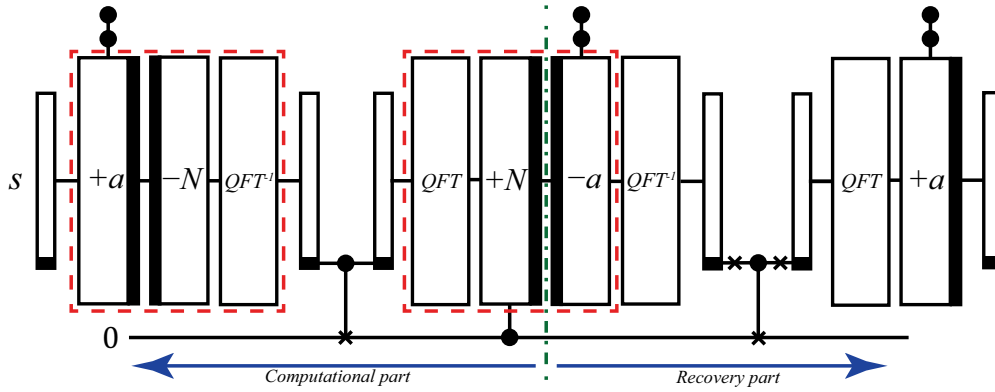 s
+a
−N
QFT⁻¹
QFT
+N
−a
QFT⁻¹
QFT
+a
0
Computational part
Recovery part